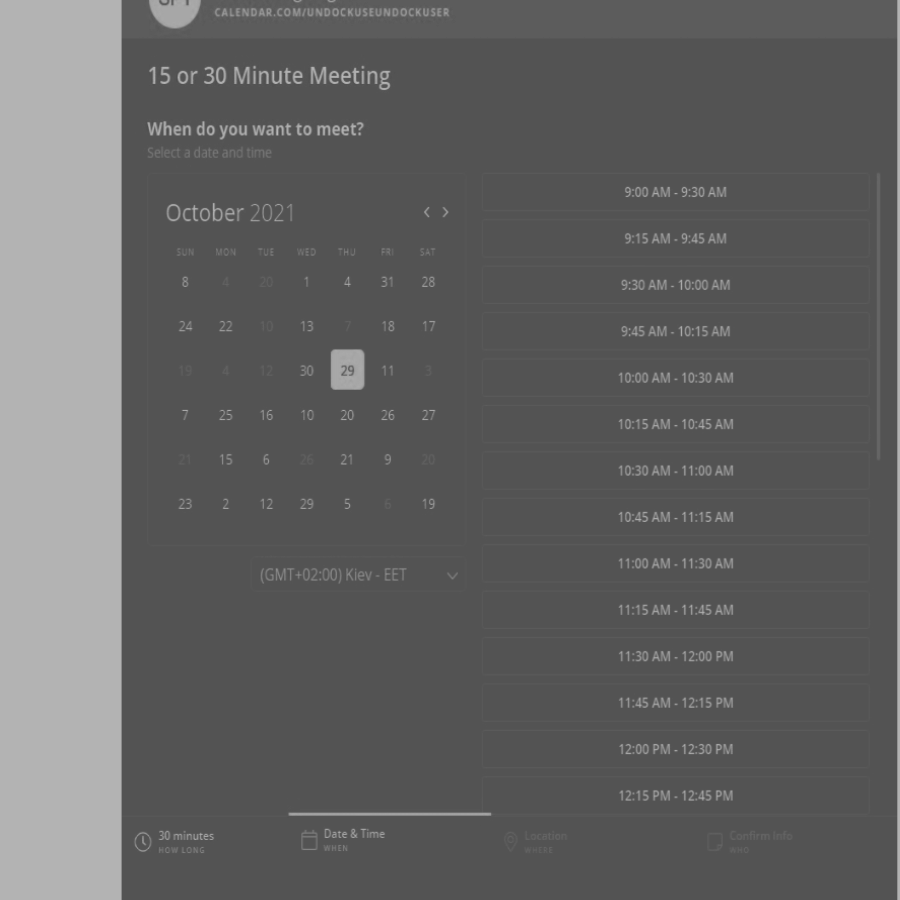 CALENDAR.COM/UNDOCKUSEUNDOCKUSER
15 or 30 Minute Meeting
When do you want to meet?
Select a date and time
October 2021
SUN MON TUE WED THU FRI SAT
8 4 20 1 4 31 28
24 22 10 13 7 18 17
19 4 12 30 29 11 3
7 25 16 10 20 26 27
21 15 6 26 21 9 20
23 2 12 29 5 6 19
(GMT+02:00) Kiev - EET
9:00 AM - 9:30 AM
9:15 AM - 9:45 AM
9:30 AM - 10:00 AM
9:45 AM - 10:15 AM
10:00 AM - 10:30 AM
10:15 AM - 10:45 AM
10:30 AM - 11:00 AM
10:45 AM - 11:15 AM
11:00 AM - 11:30 AM
11:15 AM - 11:45 AM
11:30 AM - 12:00 PM
11:45 AM - 12:15 PM
12:00 PM - 12:30 PM
12:15 PM - 12:45 PM
30 minutes
HOW LONG
Date & Time
WHEN
Location
WHERE
Confirm Info
WHO